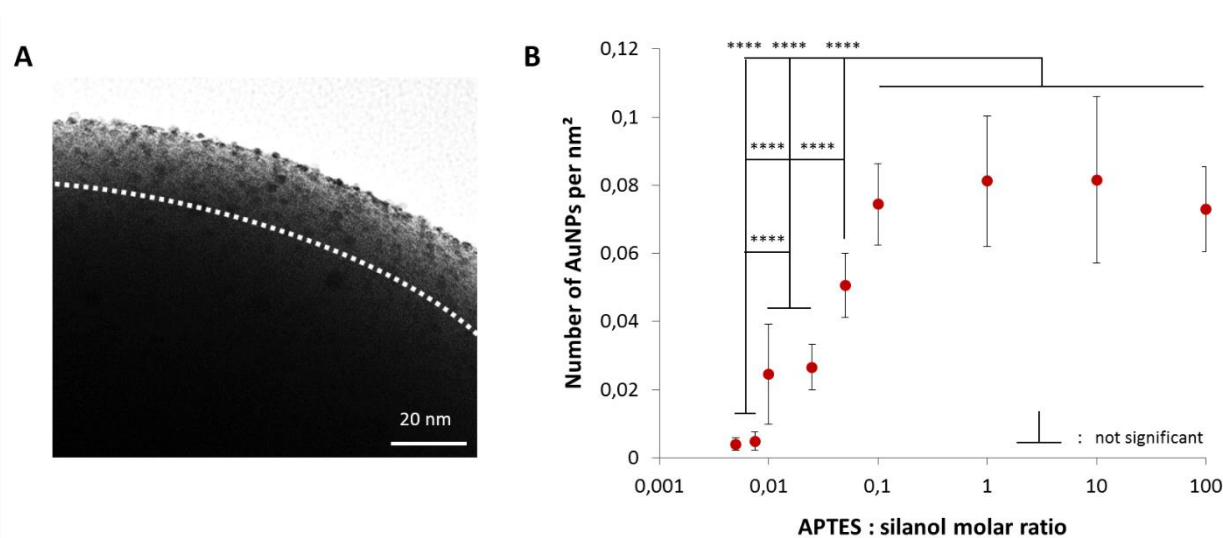 A
20 nm
B
Number of AuNPs per nm²
0,12
0,1
0,08
0,06
0,04
0,02
0
**** **** ****
**** ****
****
: not significant
0,001 0,01 0,1 1 10 100
APTES : silanol molar ratio